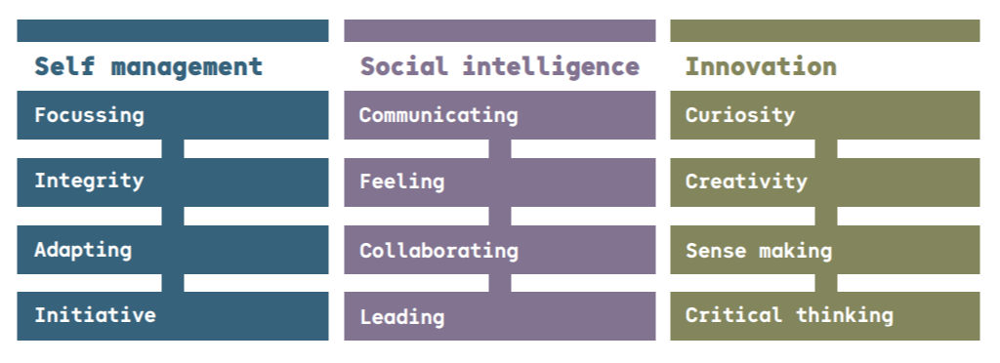 Self management
Focussing
Integrity
Adapting
Initiative
Social intelligence
Communicating
Feeling
Collaborating
Leading
Innovation
Curiosity
Creativity
Sense making
Critical thinking